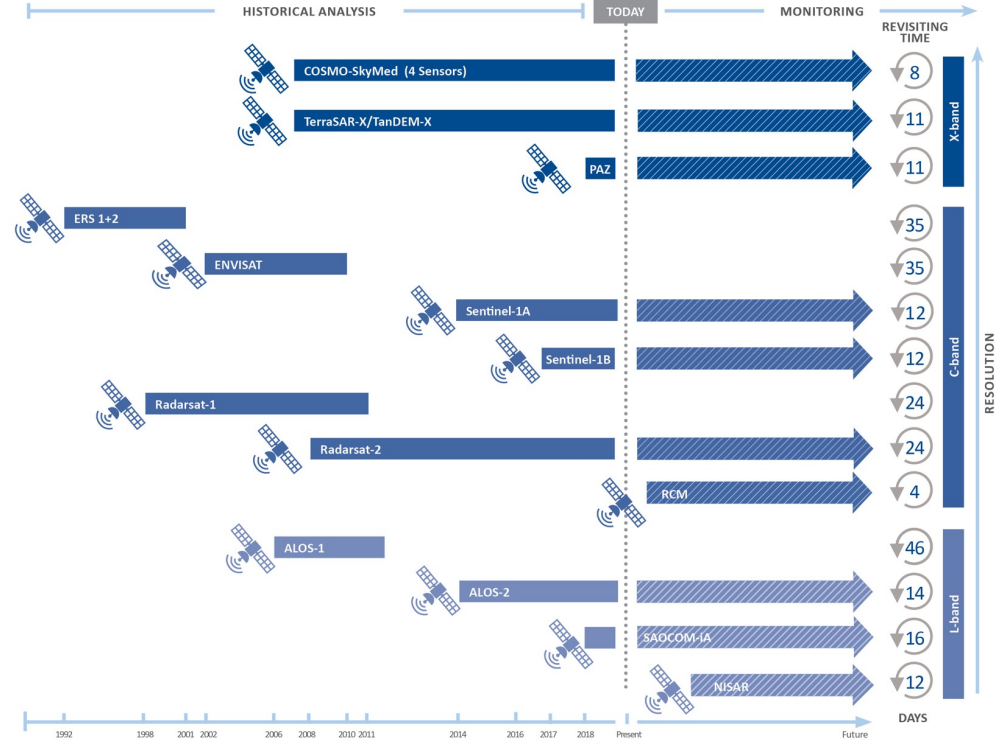 HISTORICAL ANALYSIS
TODAY
MONITORING
REVISITING
TIME
COSMO-SkyMed (4 Sensors)
8
TerraSAR-X/TanDEM-X
11
PAZ
11
X-band
ERS 1+2
35
ENVISAT
35
Sentinel-1A
12
Sentinel-1B
12
Radarsat-1
24
Radarsat-2
24
RCM
4
C-band
RESOLUTION
ALOS-1
46
ALOS-2
14
SAOCOM-iA
16
NISAR
12
L-band
DAYS
1992 1998 2001 2002 2006 2008 2010 2011 2014 2016 2017 2018 Present Future